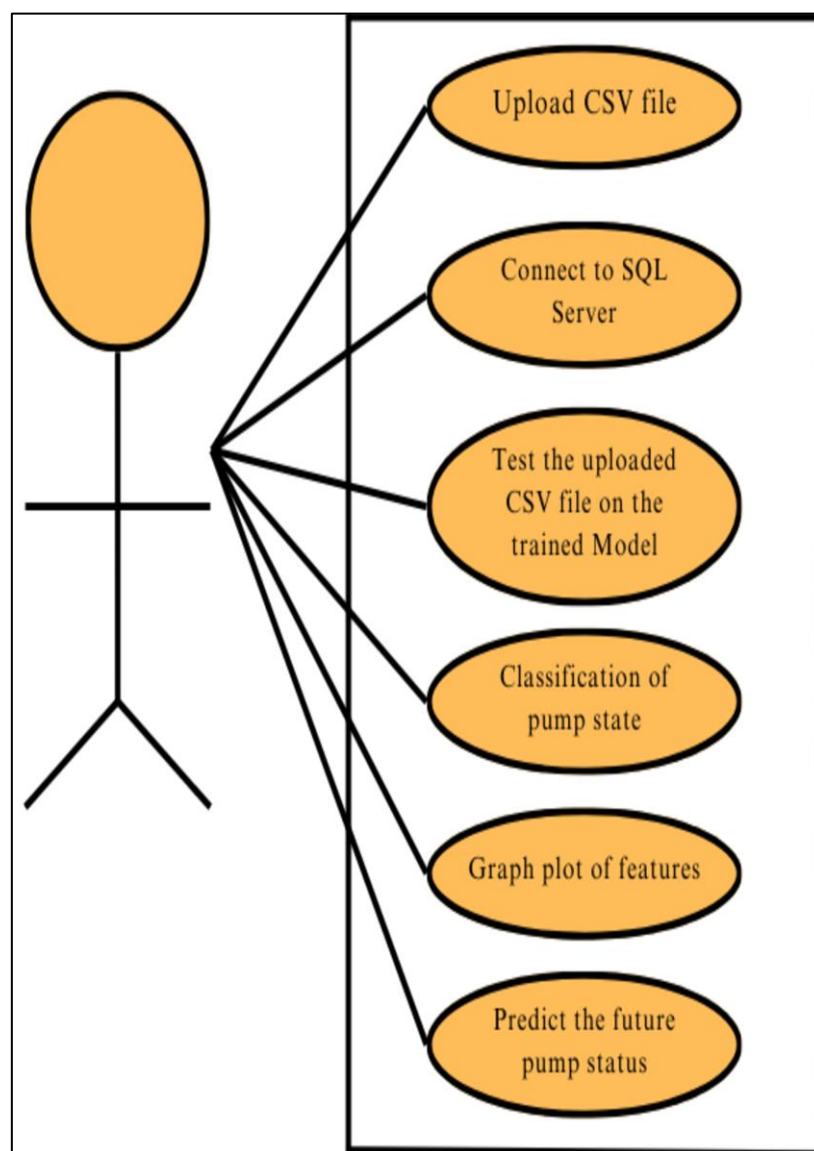 Upload CSV file
Connect to SQL
Server
Test the uploaded
CSV file on the
trained Model
Classification of
pump state
Graph plot of features
Predict the future
pump status